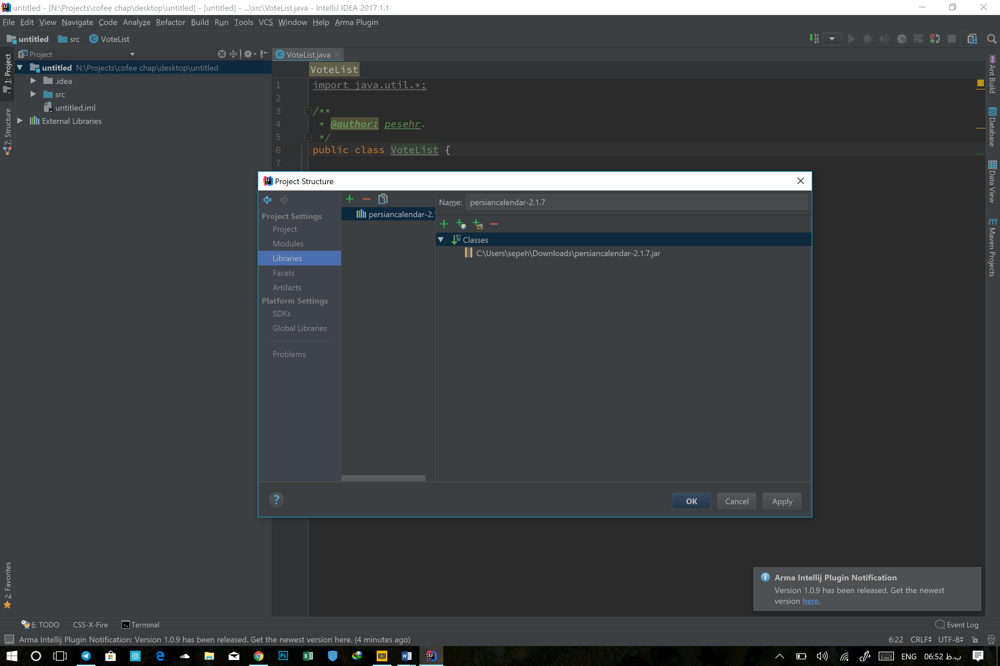 untitled - [N:\Projects\cofee chap\desktop\untitled] - [untitled] - ...\src\VoteList.java - IntelliJ IDEA 2017.1.1
File Edit View Navigate Code Analyze Refactor Build Run Tools VCS Window Help Arma Plugin
untitled src VoteList
Project
VoteList.java
1: Project
7: Structure
2: Favorites
untitled N:\Projects\cofee chap\desktop\untitled
.idea
src
untitled.iml
External Libraries
VoteList
1 import java.util.*;
2
3 /**
4 * @author: pesehr.
5 */
6 public class VoteList {
7
Ant Build
Database
Data View
Maven Projects
Project Structure
Project Settings
Project
Modules
Libraries
Facets
Artifacts
Platform Settings
SDKs
Global Libraries
Problems
persiancalendar-2.
Name: persiancalendar-2.1.7
Classes
C:\Users\sepeh\Downloads\persiancalendar-2.1.7.jar
?
OK Cancel Apply
Arma Intellij Plugin Notification
Version 1.0.9 has been released. Get the newest
version here.
6: TODO CSS-X-Fire Terminal Event Log
Arma Intellij Plugin Notification: Version 1.0.9 has been released. Get the newest version here. (4 minutes ago) 6:22 CRLF UTF-8
ENG 06:52 ب.ظ